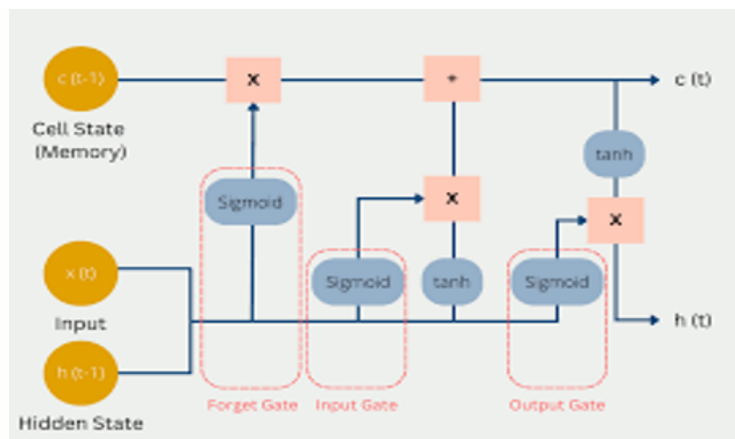 c (t-1)
X
+
c (t)
Cell State
(Memory)
tanh
Sigmoid
X
X
x (t)
Sigmoid
tanh
Sigmoid
Input
h (t)
h (t-1)
Forget Gate
Input Gate
Output Gate
Hidden State